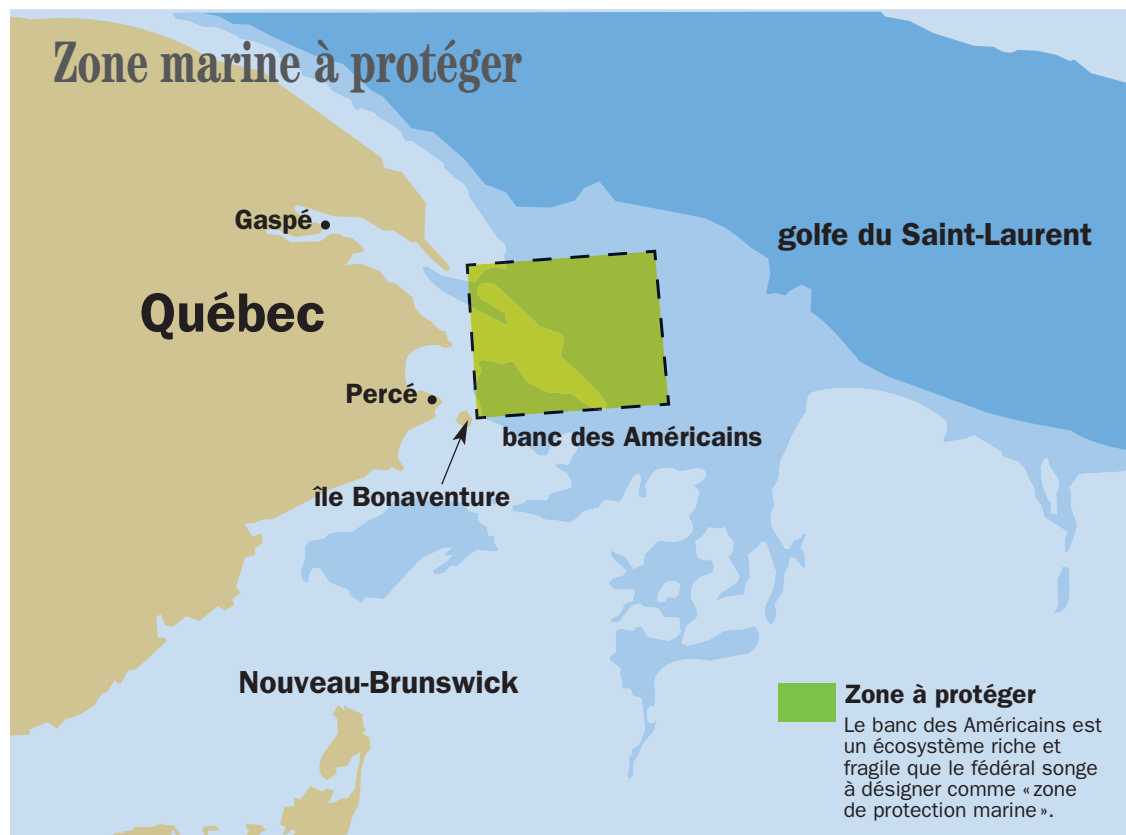 Zone marine à protéger
Gaspé
golfe du Saint-Laurent
Québec
Percé
banc des Américains
île Bonaventure
Nouveau-Brunswick
Zone à protéger
Le banc des Américains est
un écosystème riche et
fragile que le fédéral songe
à désigner comme « zone
de protection marine ».